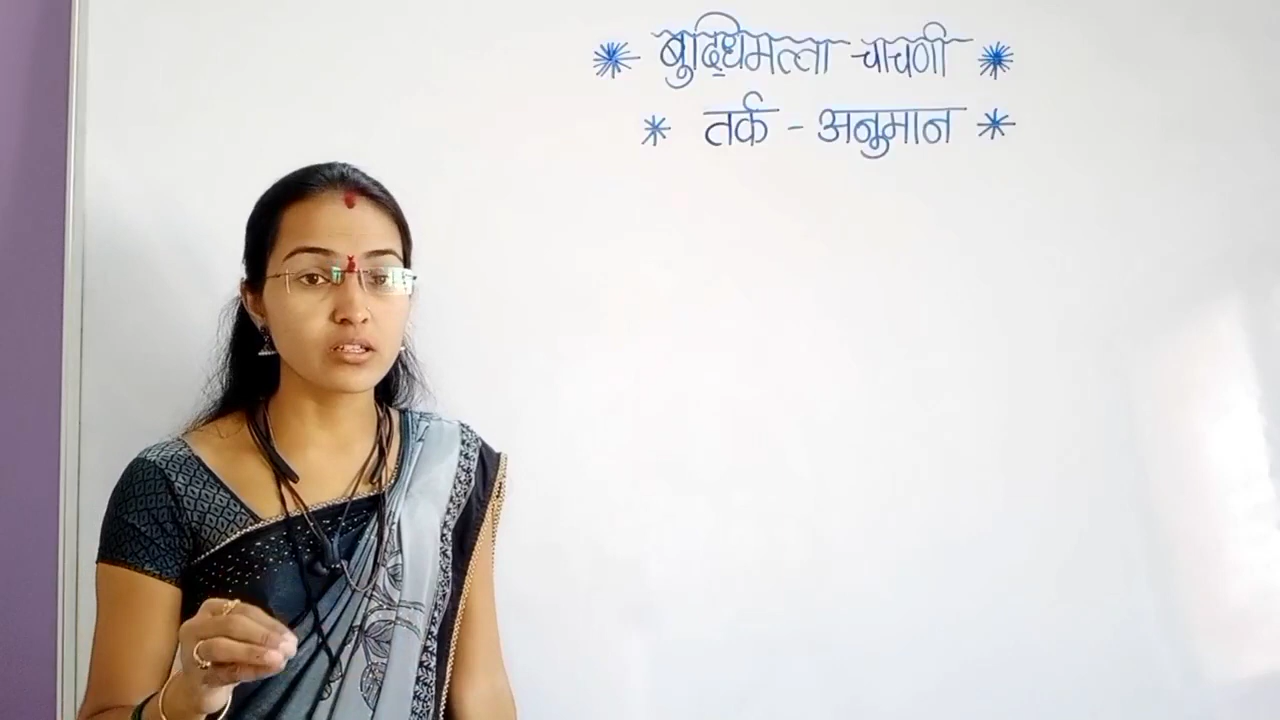 * बुद्धिमत्ता चाचणी *
* तर्क - अनुमान *